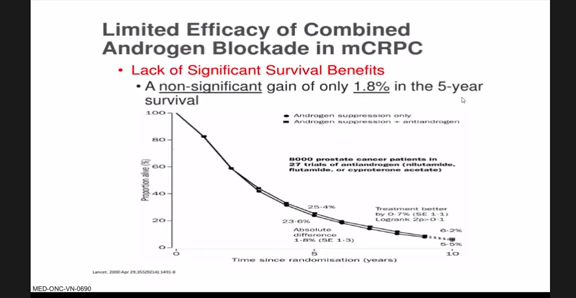 Limited Efficacy of Combined
Androgen Blockade in mCRPC
• Lack of Significant Survival Benefits
• A non-significant gain of only 1.8% in the 5-year
survival
100
80
60
40
20
0
Proportion alive (%)
Androgen suppression only
Androgen suppression + antiandrogen
8000 prostate cancer patients in
27 trials of antiandrogen (nilutamide,
flutamide, or cyproterone acetate)
25·4%
23·6%
Absolute
difference
1·8% (SE 1·3)
Treatment better
by 0·7% (SE 1·1)
Logrank 2p>0·1
6·2%
5·5%
0
5
10
Time since randomisation (years)
MED-ONC-VN-0690